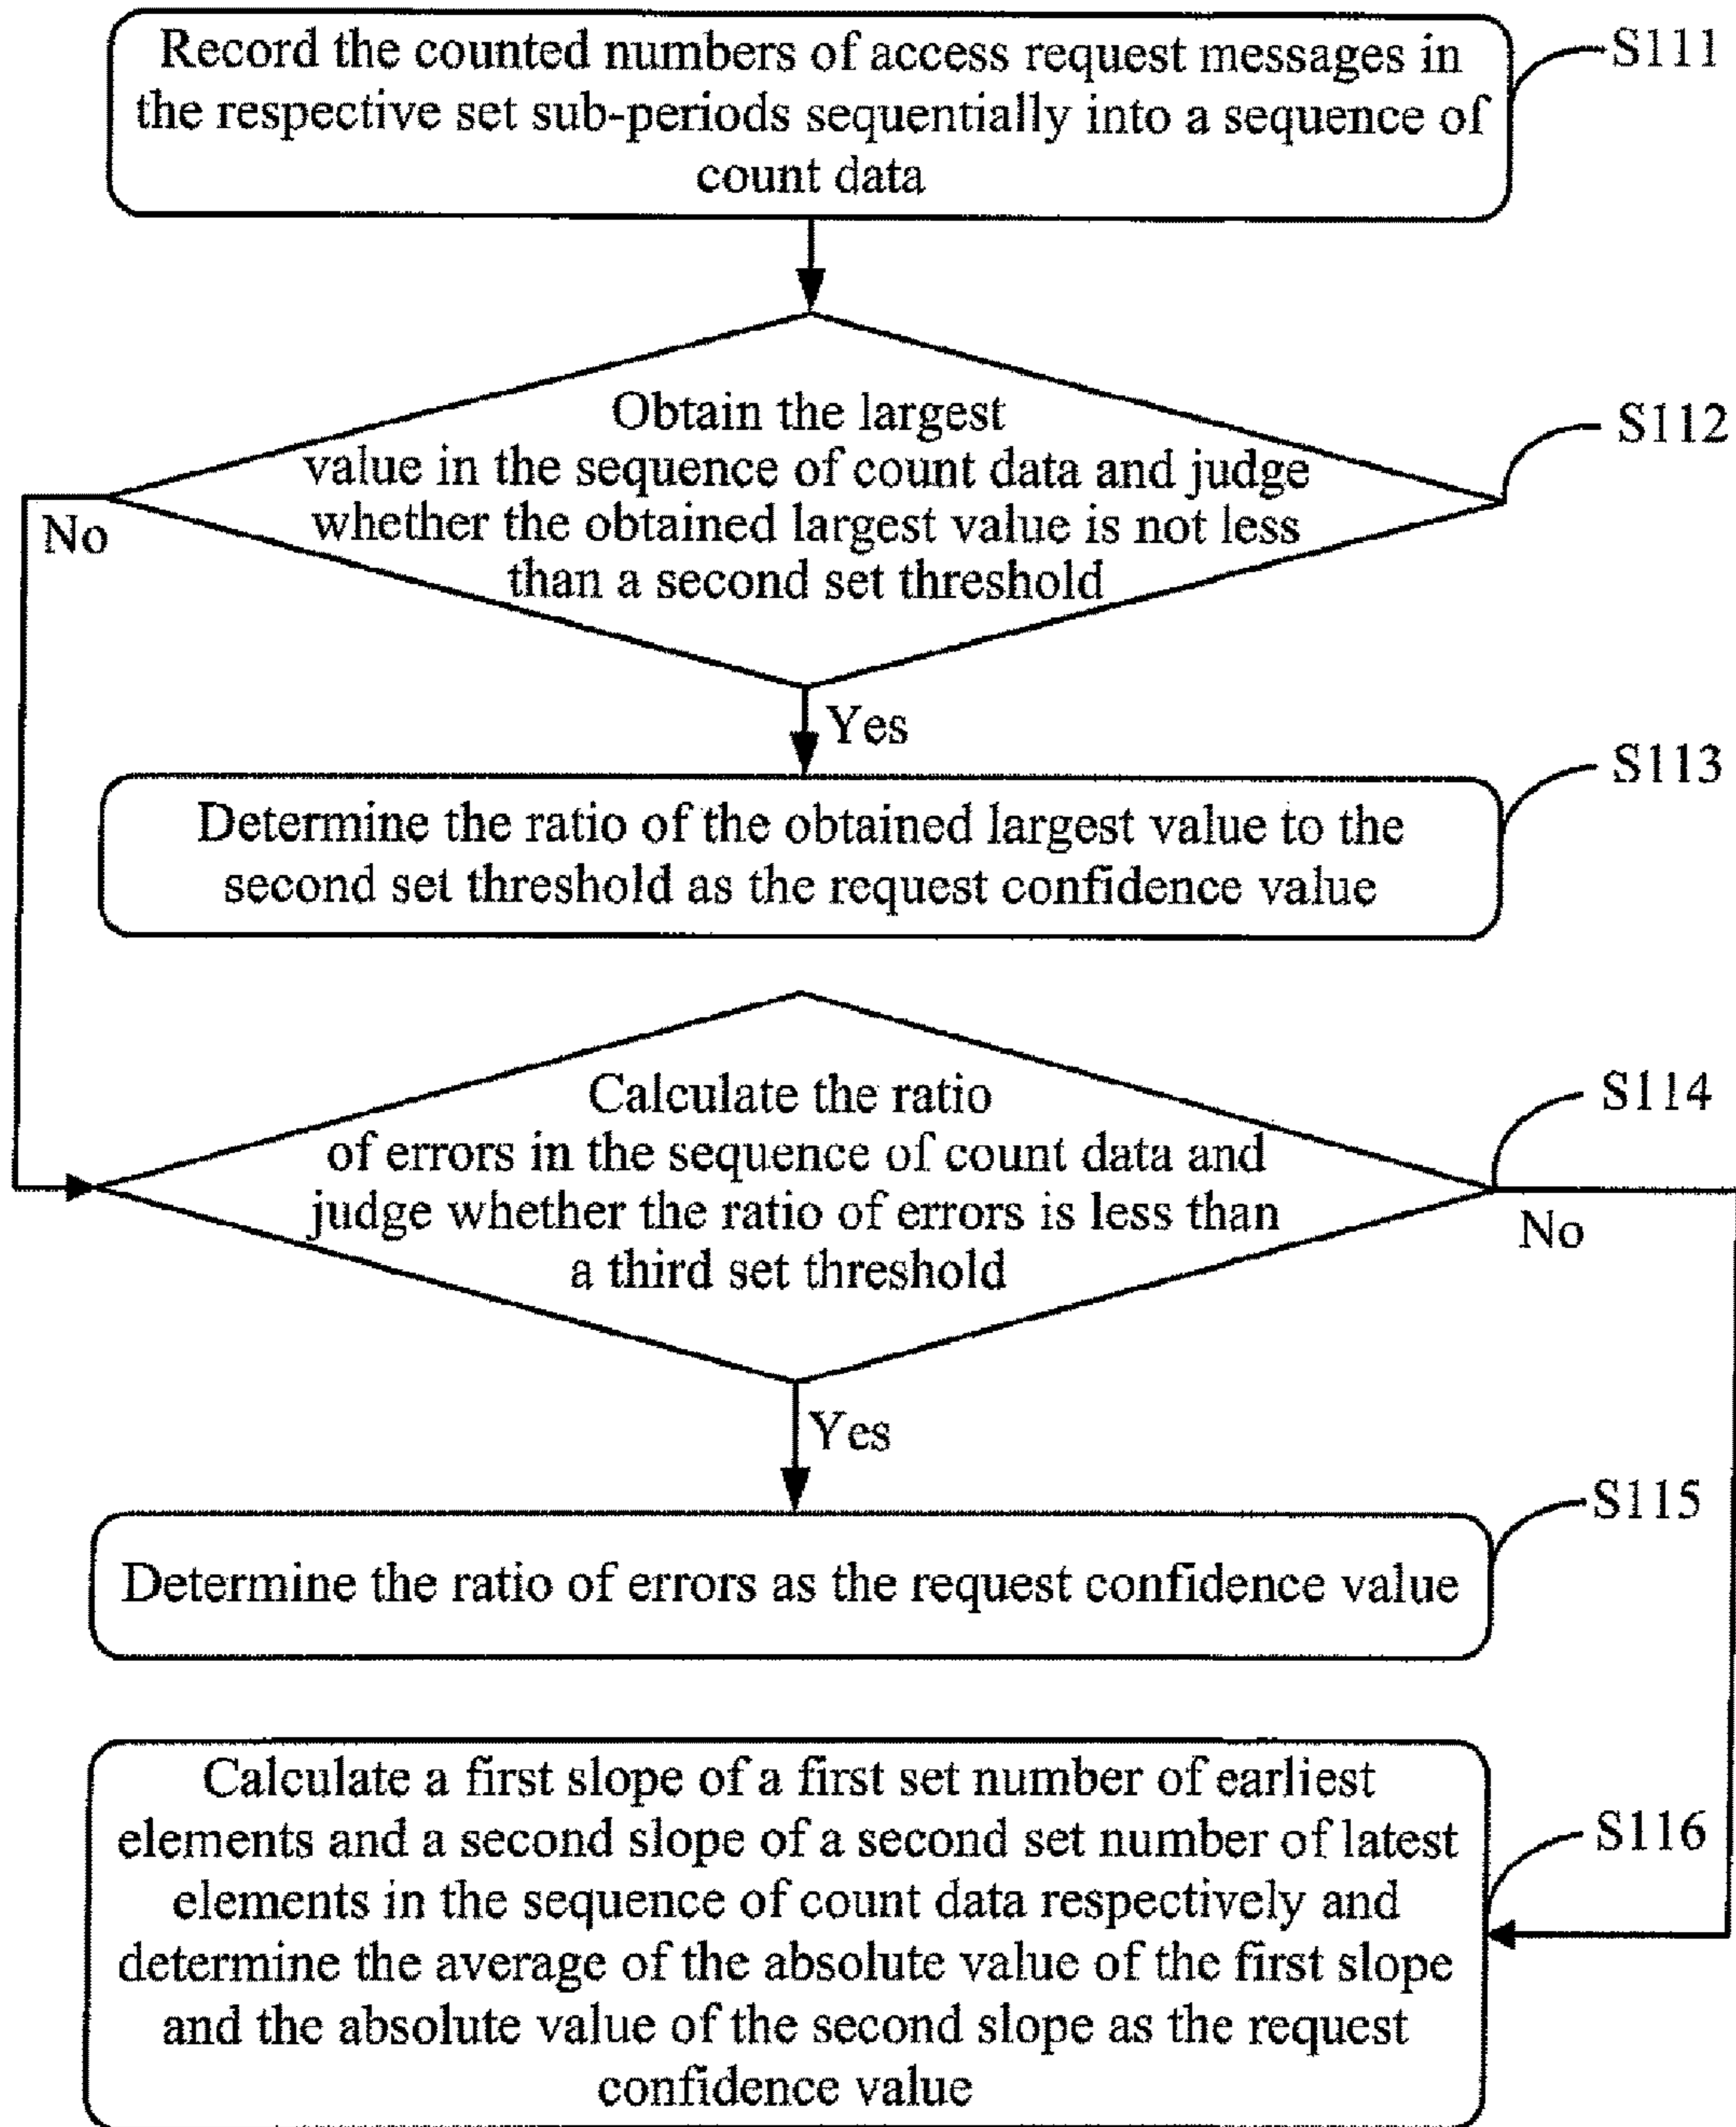 Record the counted numbers of access request messages in
the respective set sub-periods sequentially into a sequence of
count data
S111
Obtain the largest
value in the sequence of count data and judge
whether the obtained largest value is not less
than a second set threshold
S112
No
Yes
Determine the ratio of the obtained largest value to the
second set threshold as the request confidence value
S113
Calculate the ratio
of errors in the sequence of count data and
judge whether the ratio of errors is less than
a third set threshold
S114
No
Yes
Determine the ratio of errors as the request confidence value
S115
Calculate a first slope of a first set number of earliest
elements and a second slope of a second set number of latest
elements in the sequence of count data respectively and
determine the average of the absolute value of the first slope
and the absolute value of the second slope as the request
confidence value
S116